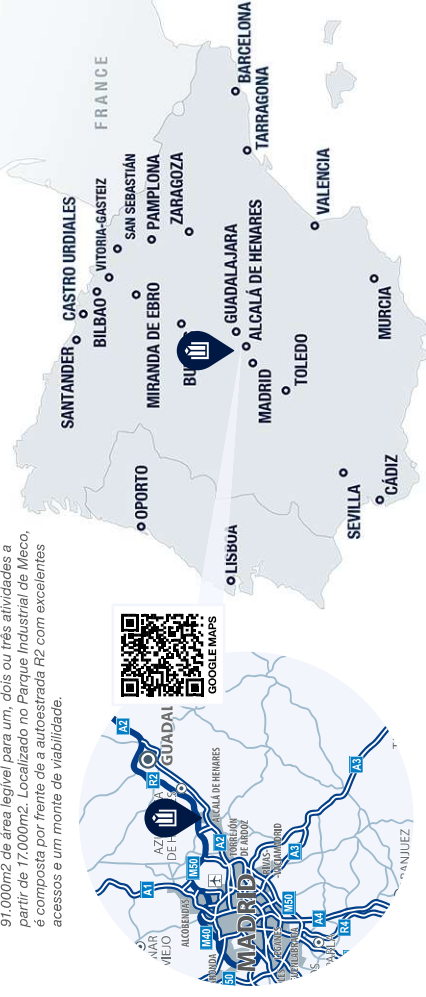 91.000m2 de área legível para um, dois ou três atividades a
partir de 17.000m2. Localizado no Parque Industrial de Meco,
é composta por frente de a autoestrada R2 com excelentes
acessos e um monte de viabilidade.
FRANCE
SANTANDER
CASTRO URDIALES
BILBAO
VITORIA-GASTEIZ
SAN SEBASTIÁN
PAMPLONA
MIRANDA DE EBRO
ZARAGOZA
BARCELONA
TARRAGONA
GUADALAJARA
ALCALÁ DE HENARES
MADRID
TOLEDO
VALENCIA
OPORTO
LISBOA
SEVILLA
CÁDIZ
MURCIA
GOOGLE MAPS
A2
R2
A1
ALCOBENDAS
M50
M40
ALCALÁ DE HENARES
A2
TORREJÓN
DE ARDOZ
MADRID
A3
M50
A4
R4
A3
50